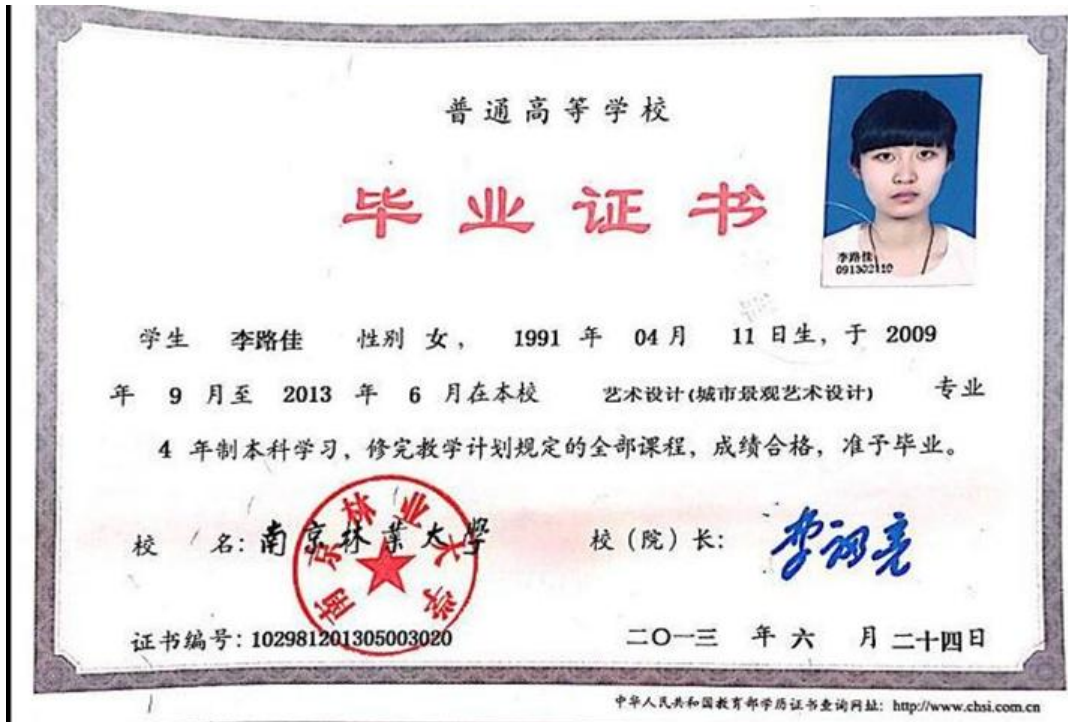 普通高等学校
毕业证书
李路佳
091302110
学生 李路佳 性别 女， 1991 年 04 月 11 日生，于 2009
年 9 月至 2013 年 6 月在本校 艺术设计(城市景观艺术设计) 专业
4 年制本科学习，修完教学计划规定的全部课程，成绩合格，准予毕业。
校 名：南京林業大學 校（院）长：
南京林业大学
证书编号：102981201305003020 二〇一三 年 六 月 二十四日
中华人民共和国教育部学历证书查询网址：http://www.chsi.com.cn